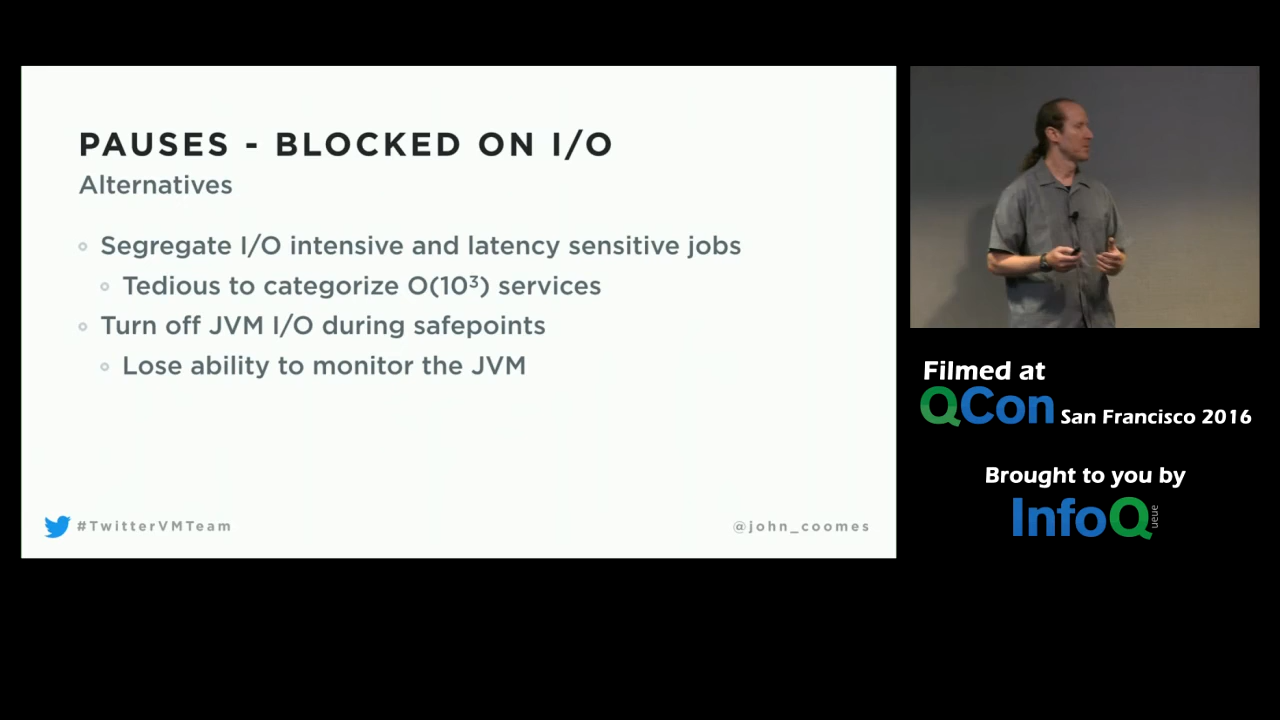 PAUSES - BLOCKED ON I/O
Alternatives
Segregate I/O intensive and latency sensitive jobs
Tedious to categorize O(10³) services
Turn off JVM I/O during safepoints
Lose ability to monitor the JVM
#TwitterVMTeam
@john_coomes
Filmed at
QCon San Francisco 2016
Brought to you by
InfoQueue